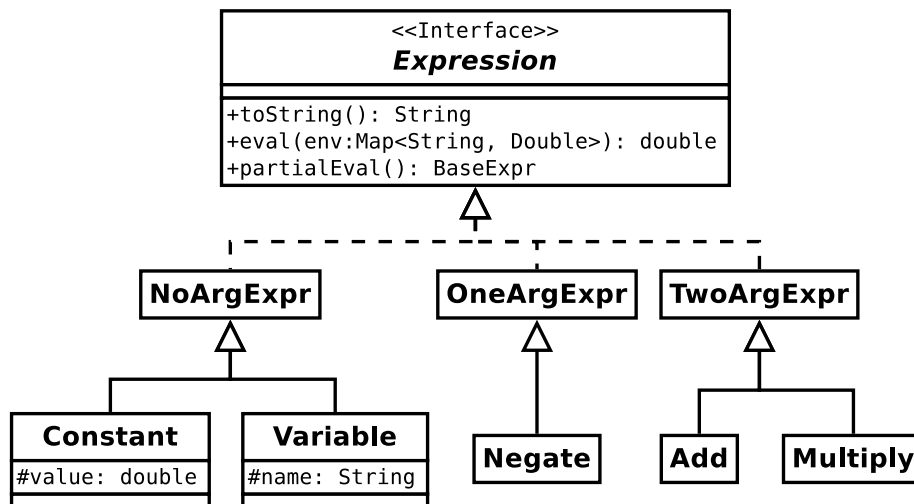 <<Interface>>
Expression
+toString(): String
+eval(env:Map<String, Double>): double
+partialEval(): BaseExpr
NoArgExpr
OneArgExpr
TwoArgExpr
Constant
#value: double
Variable
#name: String
Negate
Add
Multiply